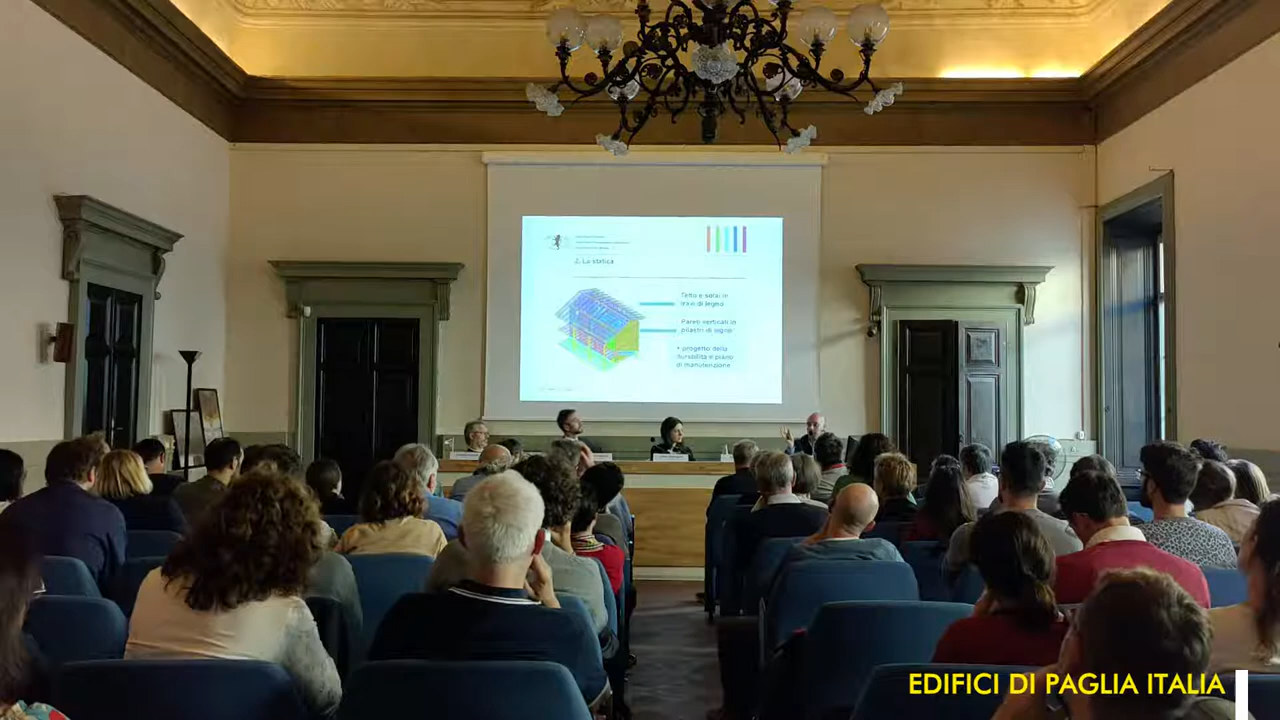 2. La statica
Tetto e solai in
travi di legno
Pareti verticali in
pilastri di legno
+ progetto della
durabilità e piano
di manutenzione
EDIFICI DI PAGLIA ITALIA